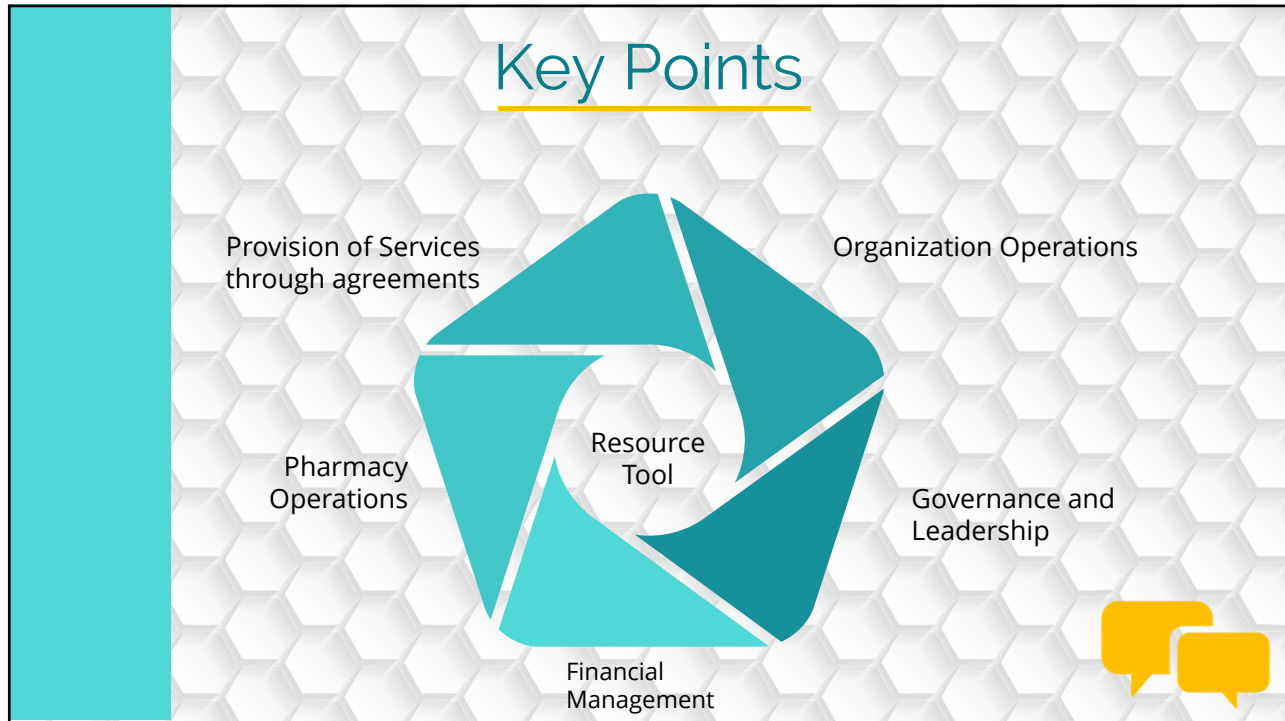 Key Points
Provision of Services
through agreements
Organization Operations
Resource
Tool
Pharmacy
Operations
Governance and
Leadership
Financial
Management